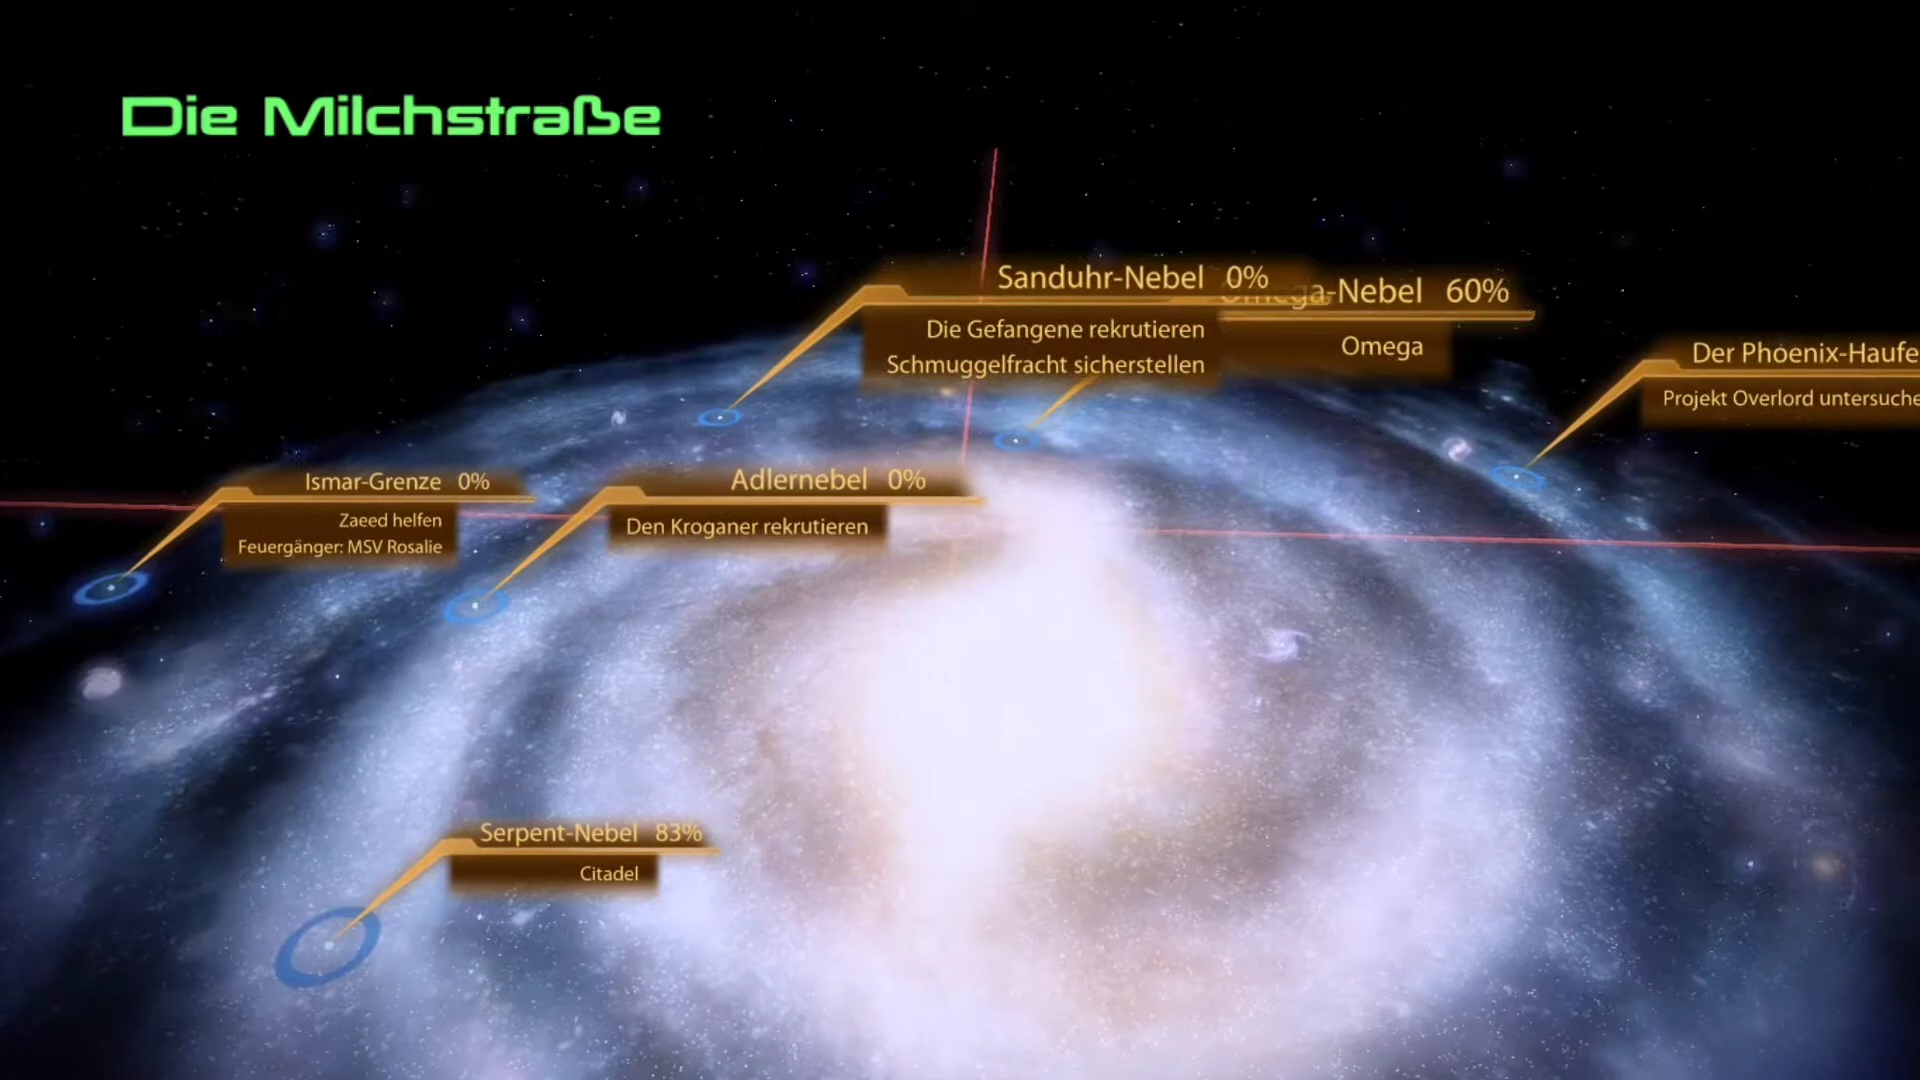 Die Milchstraße
Sanduhr-Nebel 0%
Die Gefangene rekrutieren
Schmuggelfracht sicherstellen
Omega-Nebel 60%
Omega
Der Phoenix-Haufe
Projekt Overlord untersuche
Ismar-Grenze 0%
Zaeed helfen
Feuergänger: MSV Rosalie
Adlernebel 0%
Den Kroganer rekrutieren
Serpent-Nebel 83%
Citadel